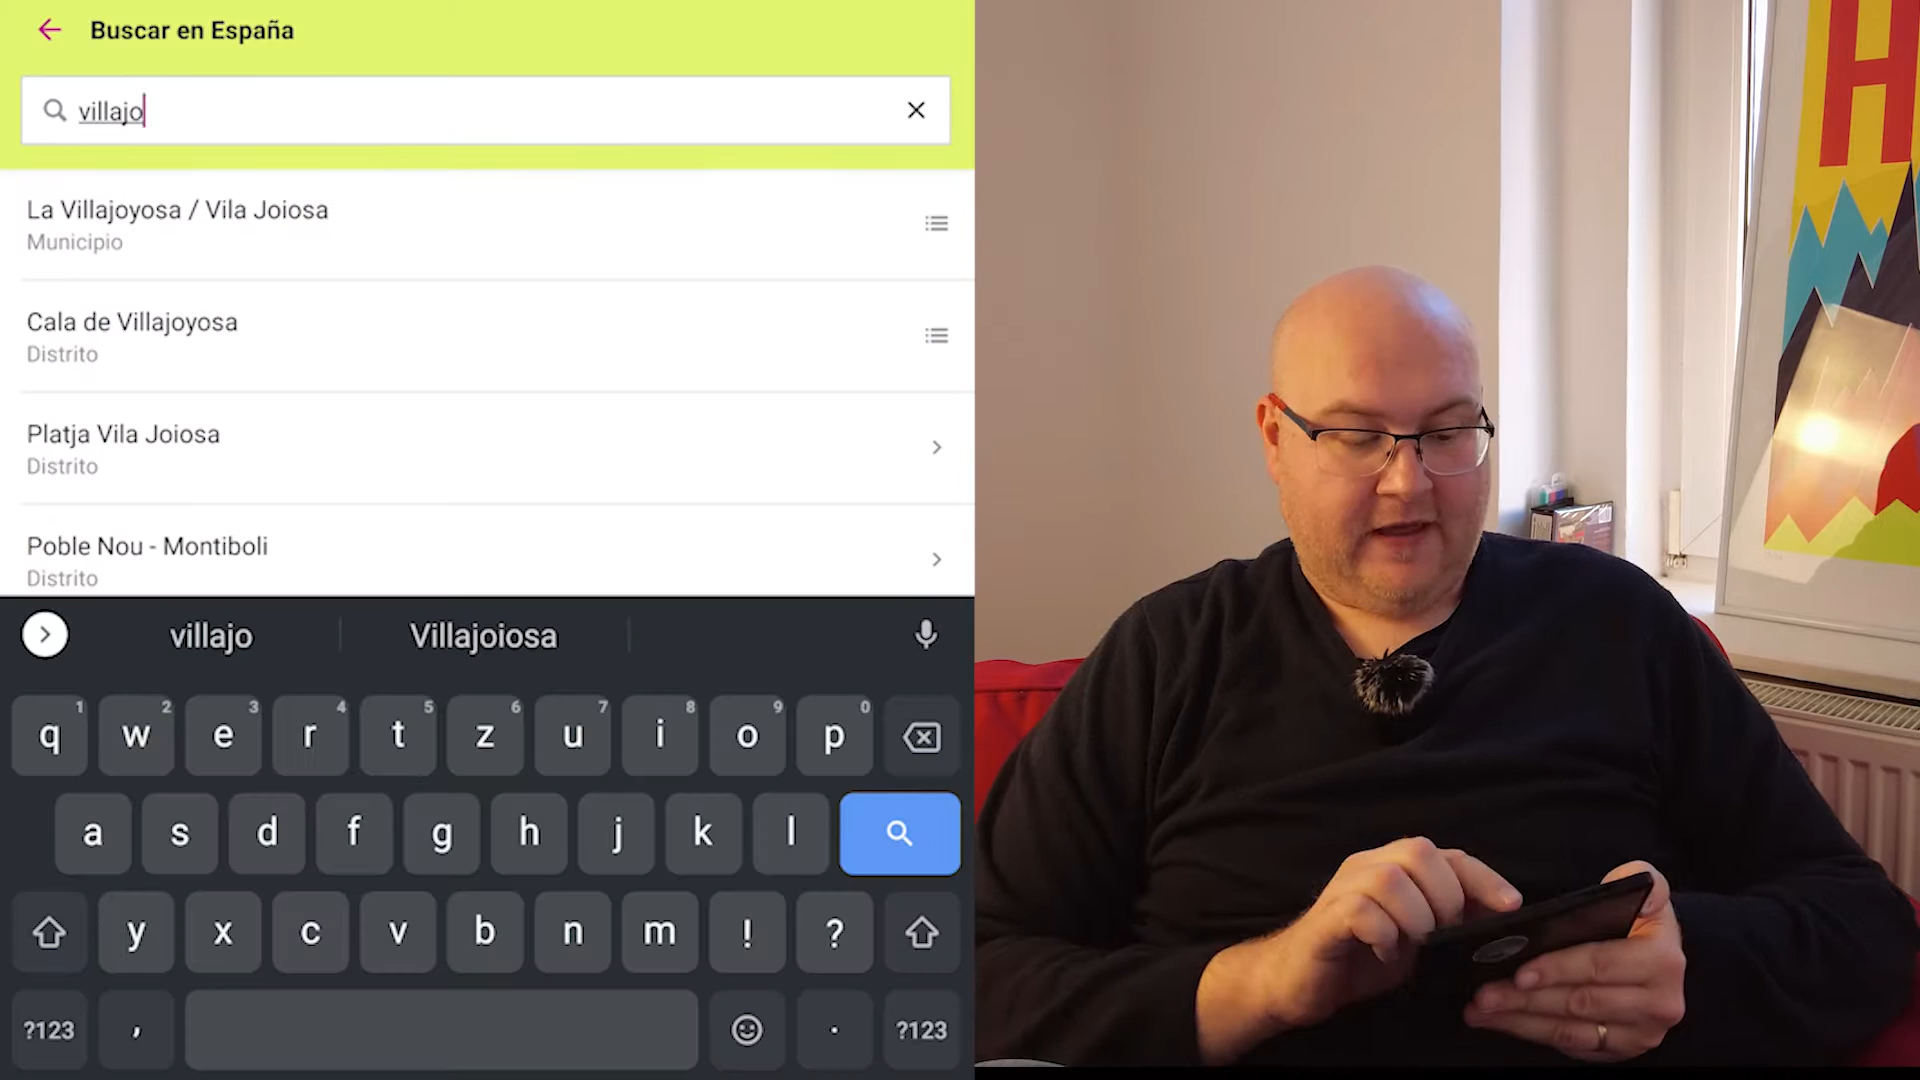 Buscar en España
villajo
La Villajoyosa / Vila Joiosa
Municipio
Cala de Villajoyosa
Distrito
Platja Vila Joiosa
Distrito
Poble Nou - Montiboli
Distrito
villajo Villajoiosa
q 1 w 2 e 3 r 4 t 5 z 6 u 7 i 8 o 9 p 0
a s d f g h j k l
y x c v b n m ! ?
?123 , . ?123
H